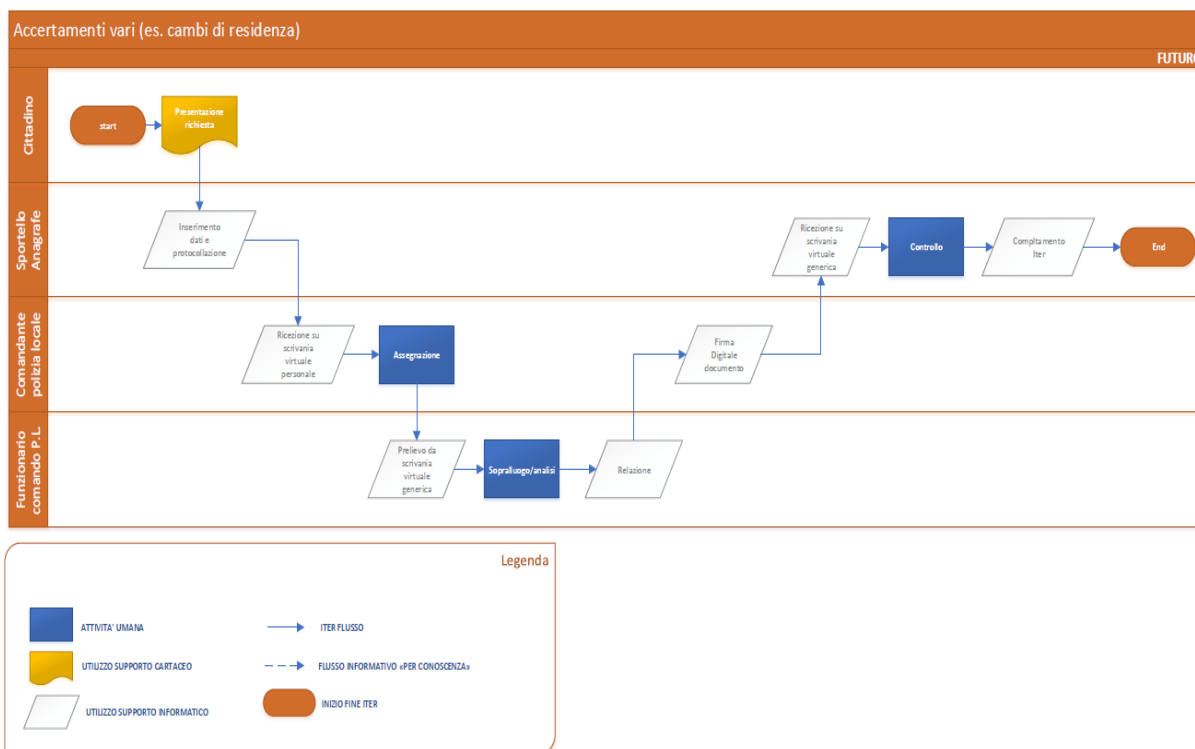 Accertamenti vari (es. cambi di residenza)
FUTURO
Cittadino
start
Presentazione
richiesta
Sportello
Anagrafe
Inserimento
dati e
protocollazione
Ricezione su
scrivania
virtuale
generica
Controllo
Compltamento
Iter
End
Comandante
polizia locale
Ricezione su
scrivania
virtuale
personale
Assegnazione
Firma
Digitale
documento
Funzionario
comando P.L.
Prelievo da
scrivania
virtuale
generica
Sopralluogo/analisi
Relazione
Legenda
ATTIVITA' UMANA
ITER FLUSSO
UTILIZZO SUPPORTO CARTACEO
FLUSSO INFORMATIVO «PER CONOSCENZA»
UTILIZZO SUPPORTO INFORMATICO
INIZIO FINE ITER